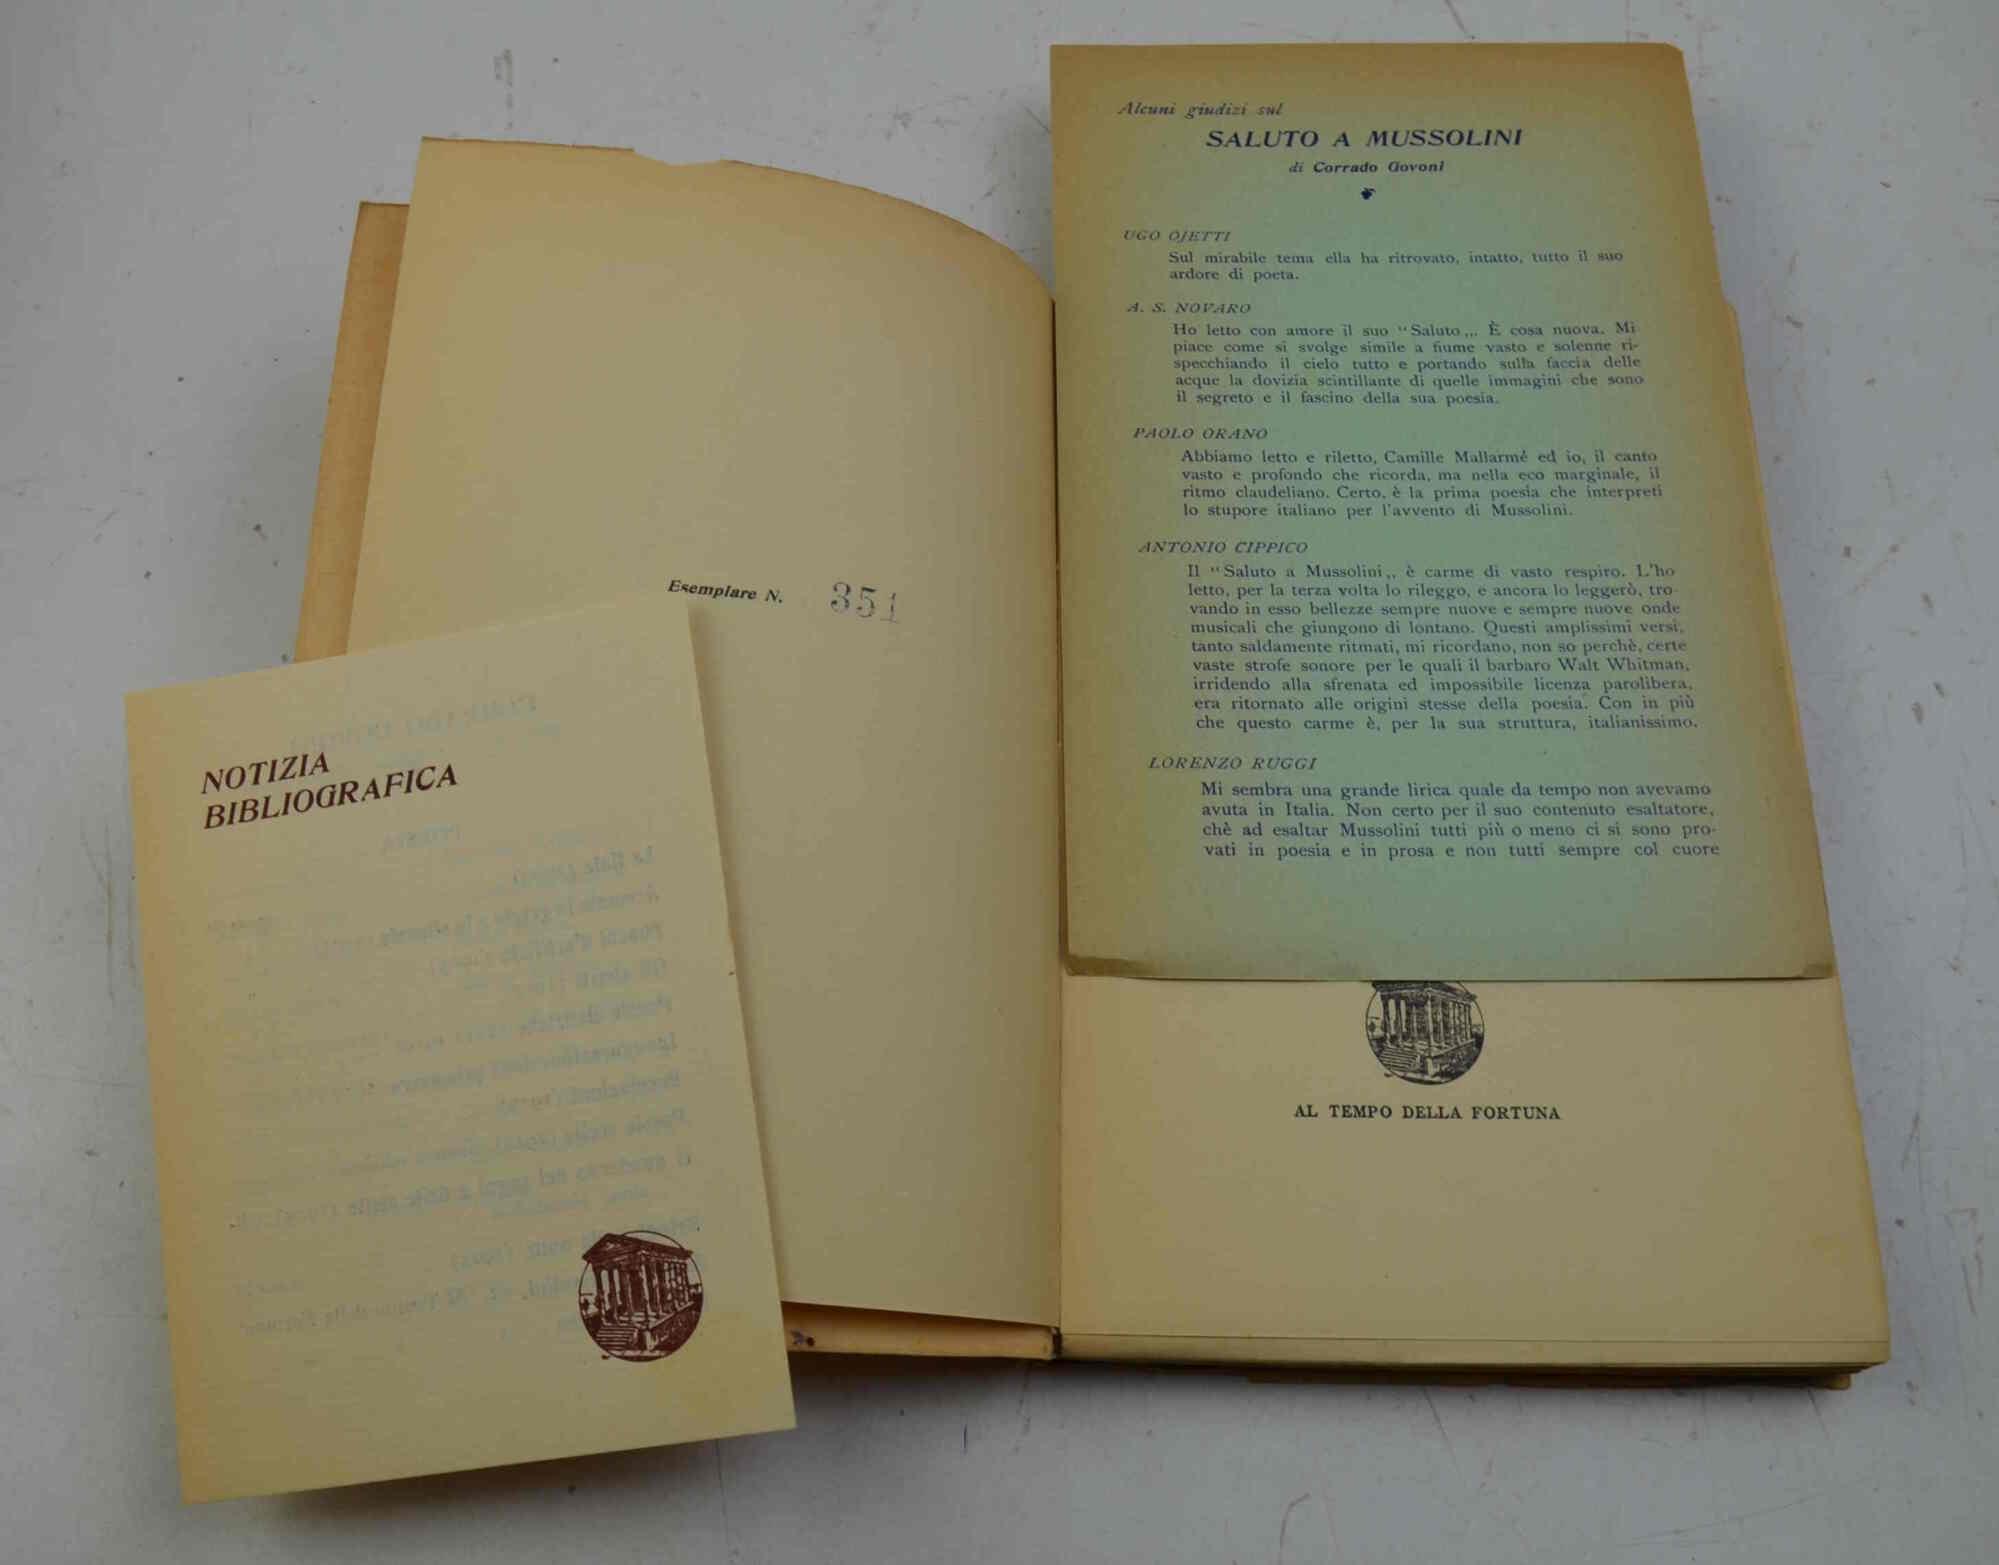 Esemplare N. 351
NOTIZIA
BIBLIOGRAFICA
Alcuni giudizi sul
SALUTO A MUSSOLINI
di Corrado Govoni
UGO OJETTI
Sul mirabile tema ella ha ritrovato, intatto, tutto il suo
ardore di poeta.
A. S. NOVARO
Ho letto con amore il suo "Saluto,,. È cosa nuova. Mi
piace come si svolge simile a fiume vasto e solenne ri-
specchiando il cielo tutto e portando sulla faccia delle
acque la dovizia scintillante di quelle immagini che sono
il segreto e il fascino della sua poesia.
PAOLO ORANO
Abbiamo letto e riletto, Camille Mallarmé ed io, il canto
vasto e profondo che ricorda, ma nella eco marginale, il
ritmo claudeliano. Certo, è la prima poesia che interpreti
lo stupore italiano per l'avvento di Mussolini.
ANTONIO CIPPICO
Il "Saluto a Mussolini,, è carme di vasto respiro. L'ho
letto, per la terza volta lo rileggo, e ancora lo leggerò, tro-
vando in esso bellezze sempre nuove e sempre nuove onde
musicali che giungono di lontano. Questi amplissimi versi,
tanto saldamente ritmati, mi ricordano, non so perchè, certe
vaste strofe sonore per le quali il barbaro Walt Whitman,
irridendo alla sfrenata ed impossibile licenza parolibera,
era ritornato alle origini stesse della poesia. Con in più
che questo carme è, per la sua struttura, italianissimo.
LORENZO RUGGI
Mi sembra una grande lirica quale da tempo non avevamo
avuta in Italia. Non certo per il suo contenuto esaltatore,
chè ad esaltar Mussolini tutti più o meno ci si sono pro-
vati in poesia e in prosa e non tutti sempre col cuore
AL TEMPO DELLA FORTUNA